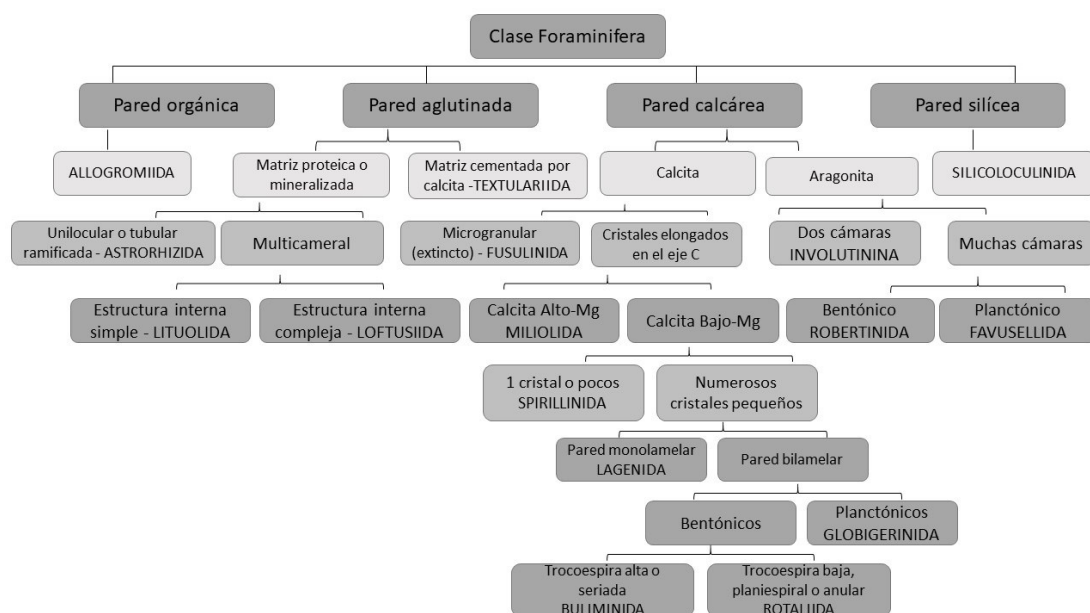 Clase Foraminifera
Pared orgánica
Pared aglutinada
Pared calcárea
Pared silícea
ALLOGROMIIDA
Matriz proteica o
mineralizada
Matriz cementada por
calcita -TEXTULARIIDA
Calcita
Aragonita
SILICOLOCULINIDA
Unilocular o tubular
ramificada - ASTRORHIZIDA
Multicameral
Microgranular
(extincto) - FUSULINIDA
Cristales elongados
en el eje C
Dos cámaras
INVOLUTININA
Muchas cámaras
Estructura interna
simple - LITUOLIDA
Estructura interna
compleja - LOFTUSIIDA
Calcita Alto-Mg
MILIOLIDA
Calcita Bajo-Mg
Bentónico
ROBERTINIDA
Planctónico
FAVUSELLIDA
1 cristal o pocos
SPIRILLINIDA
Numerosos
cristales pequeños
Pared monolamelar
LAGENIDA
Pared bilamelar
Bentónicos
Planctónicos
GLOBIGERINIDA
Trocoespira alta o
seriada
BULIMINIDA
Trocoespira baja,
planiespiral o anular
ROTALIIDA